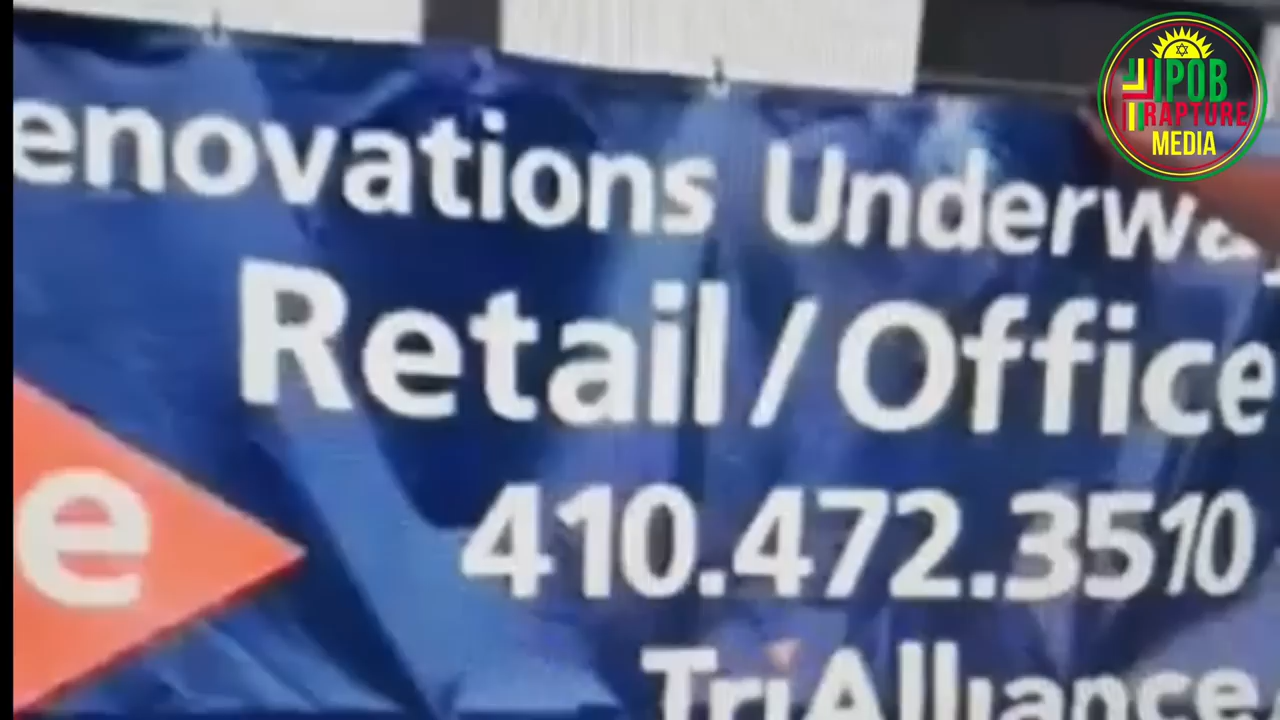 IPOB
RAPTURE
MEDIA
enovations Underwa
Retail/Office
e
410.472.3510
TriAlliance